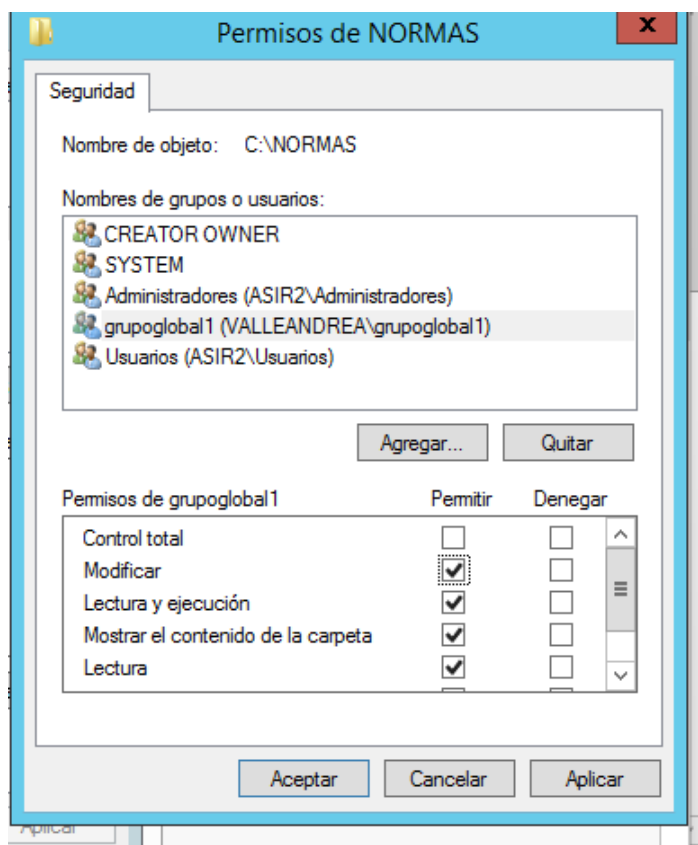 Permisos de NORMAS
x
Seguridad
Nombre de objeto: C:\NORMAS
Nombres de grupos o usuarios:
CREATOR OWNER
SYSTEM
Administradores (ASIR2\Administradores)
grupoglobal1 (VALLEANDREA\grupoglobal1)
Usuarios (ASIR2\Usuarios)
Agregar... Quitar
Permisos de grupoglobal1 Permitir Denegar
Control total
Modificar
Lectura y ejecución
Mostrar el contenido de la carpeta
Lectura
Aceptar Cancelar Aplicar
Aplicar